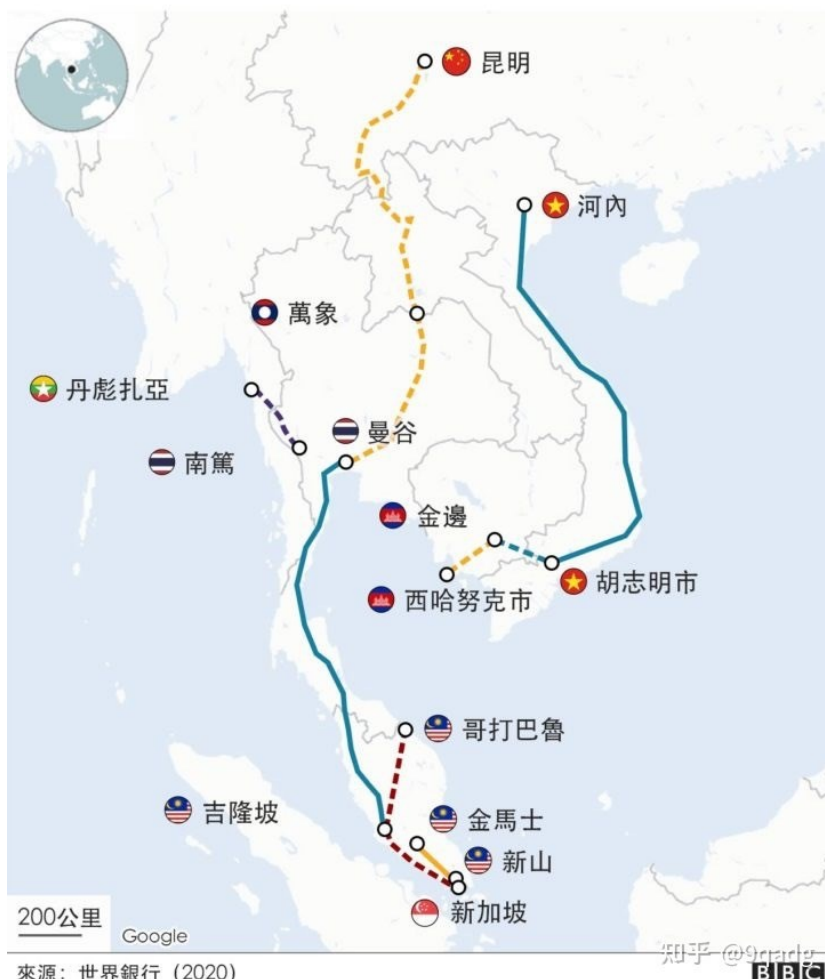 昆明
河內
萬象
丹彪扎亞
曼谷
南篤
金邊
胡志明市
西哈努克市
哥打巴魯
吉隆坡
金馬士
新山
新加坡
200公里
Google
知乎 @9qadg
來源：世界銀行（2020）
BBC